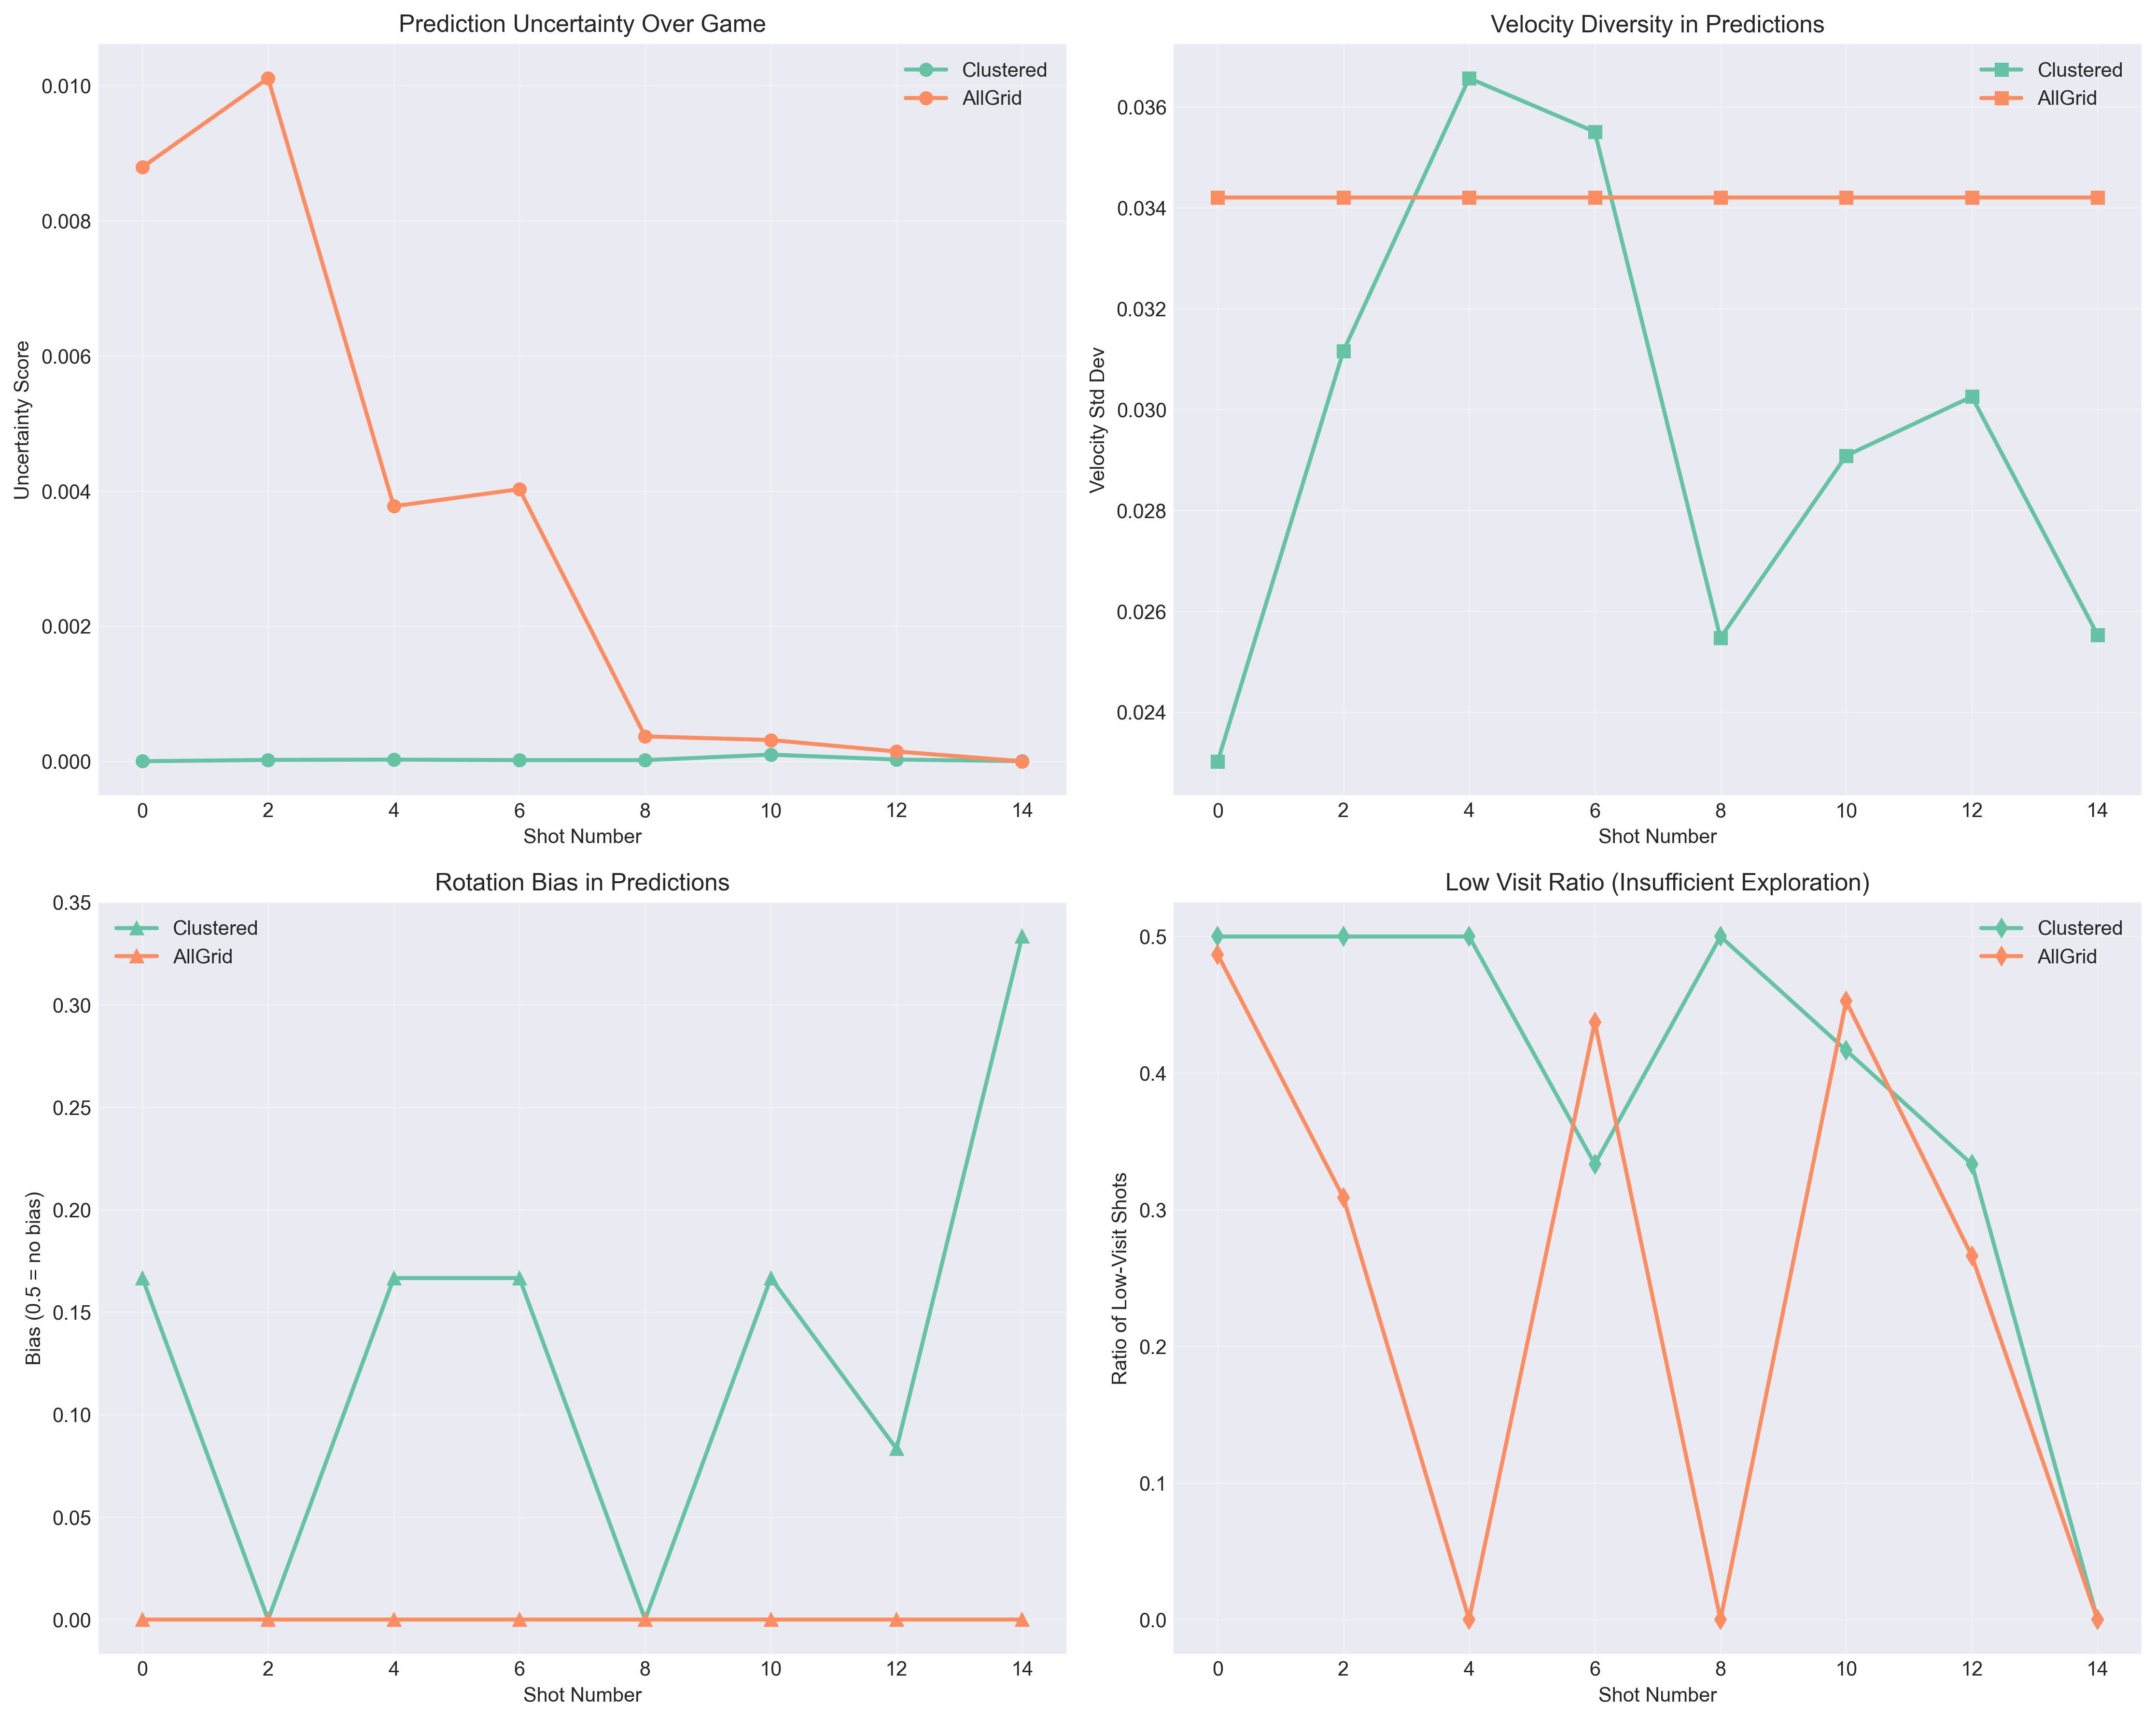 Prediction Uncertainty Over Game
Uncertainty Score
0.010
0.008
0.006
0.004
0.002
0.000
Clustered
AllGrid
0 2 4 6 8 10 12 14
Shot Number
Velocity Diversity in Predictions
Velocity Std Dev
0.036
0.034
0.032
0.030
0.028
0.026
0.024
Clustered
AllGrid
0 2 4 6 8 10 12 14
Shot Number
Rotation Bias in Predictions
Bias (0.5 = no bias)
0.35
0.30
0.25
0.20
0.15
0.10
0.05
0.00
Clustered
AllGrid
0 2 4 6 8 10 12 14
Shot Number
Low Visit Ratio (Insufficient Exploration)
Ratio of Low-Visit Shots
0.5
0.4
0.3
0.2
0.1
0.0
Clustered
AllGrid
0 2 4 6 8 10 12 14
Shot Number